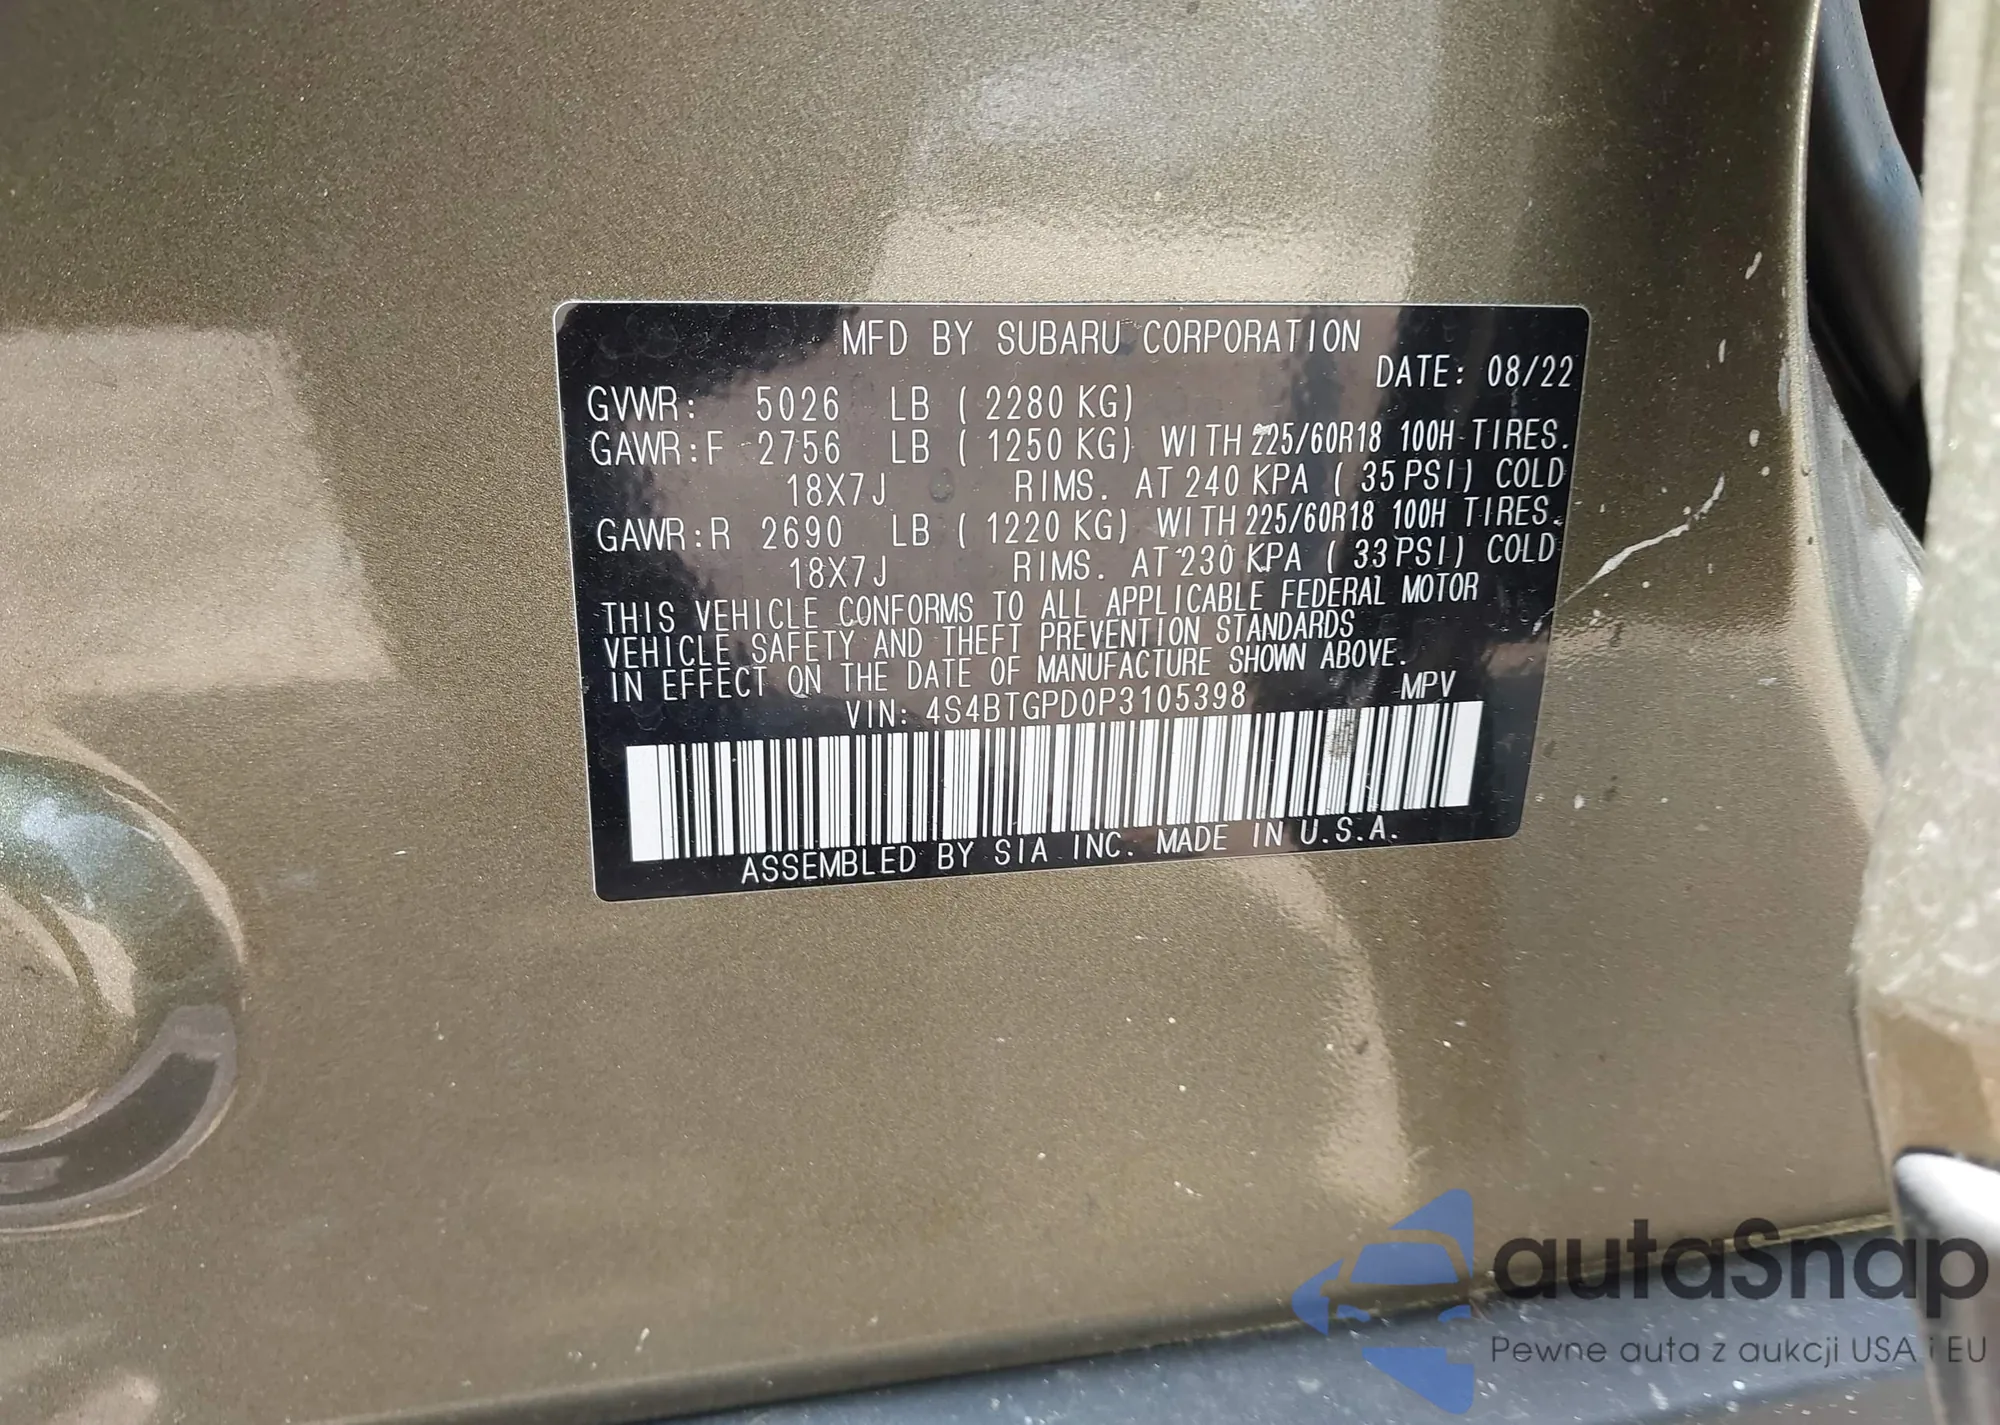 MFD BY SUBARU CORPORATION
DATE: 08/22
GVWR: 5026 LB ( 2280 KG)
GAWR:F 2756 LB ( 1250 KG) WITH 225/60R18 100H TIRES.
18X7J RIMS. AT 240 KPA ( 35 PSI) COLD
GAWR:R 2690 LB ( 1220 KG) WITH 225/60R18 100H TIRES.
18X7J RIMS. AT 230 KPA ( 33 PSI) COLD
THIS VEHICLE CONFORMS TO ALL APPLICABLE FEDERAL MOTOR
VEHICLE SAFETY AND THEFT PREVENTION STANDARDS
IN EFFECT ON THE DATE OF MANUFACTURE SHOWN ABOVE.
VIN: 4S4BTGPD0P3105398 MPV
ASSEMBLED BY SIA INC. MADE IN U.S.A.
autaSnap
Pewne auta z aukcji USA i EU